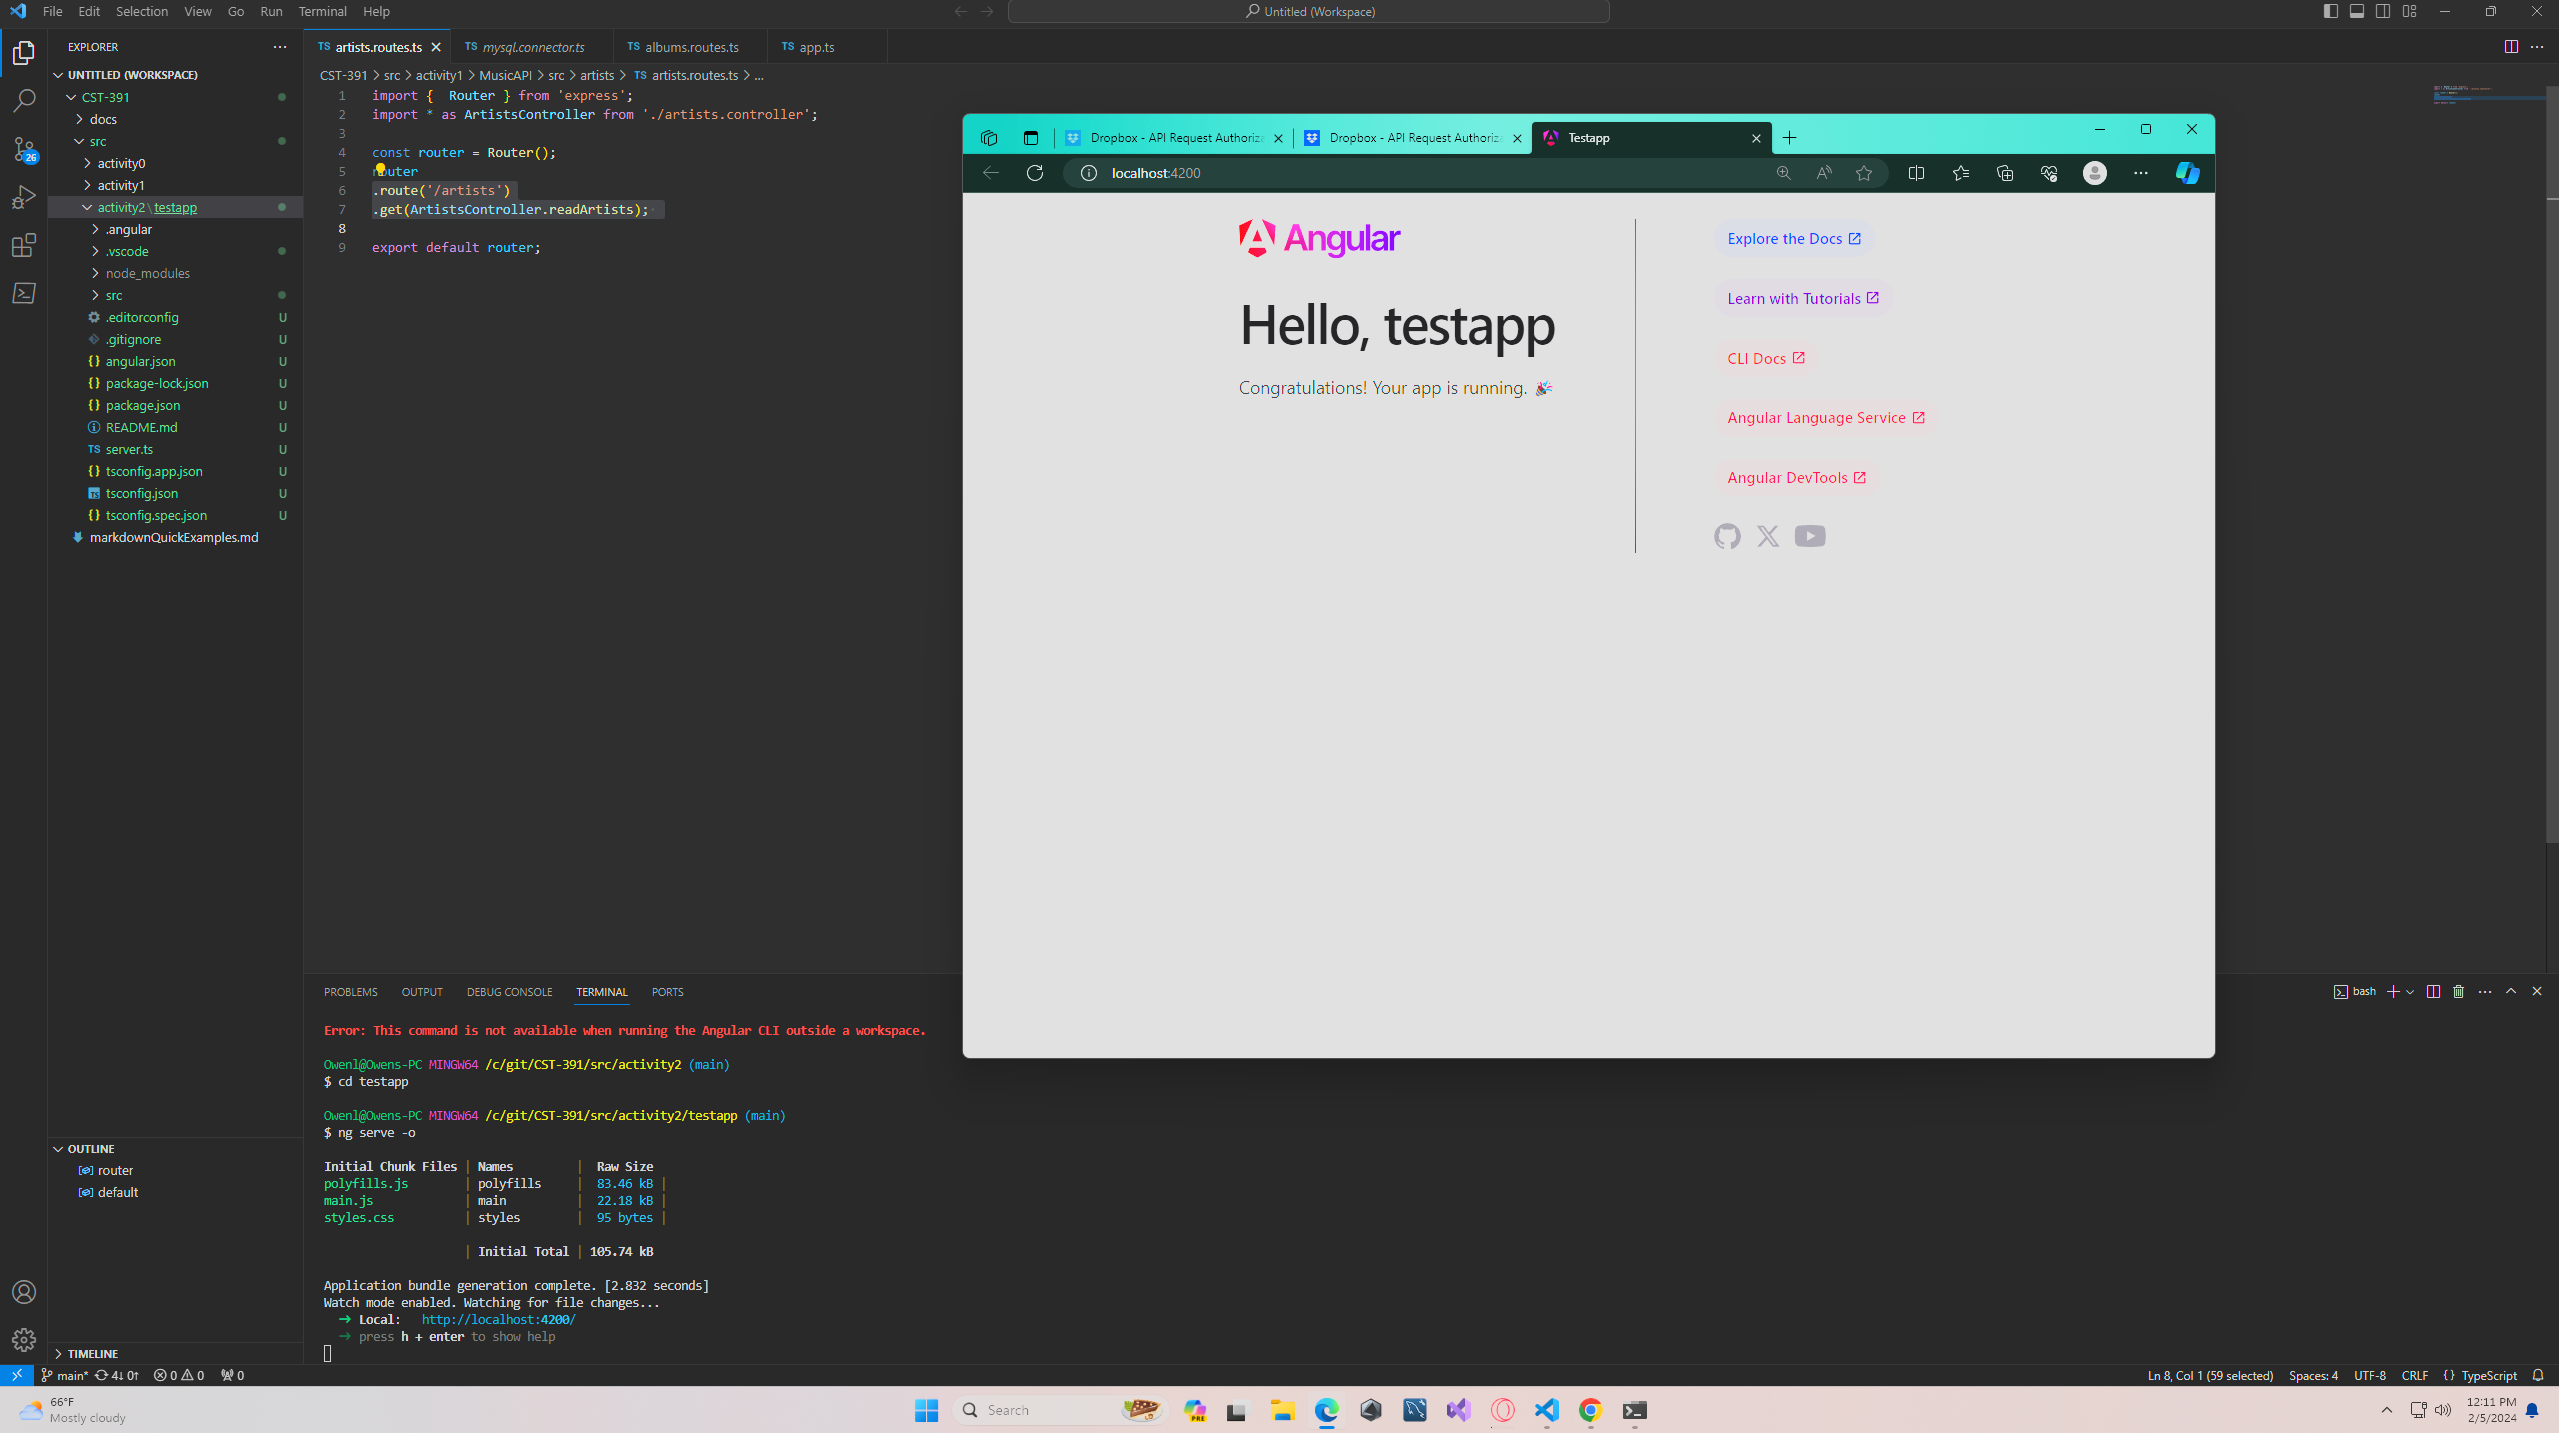 File Edit Selection View Go Run Terminal Help
Untitled (Workspace)
EXPLORER
UNTITLED (WORKSPACE)
CST-391
docs
src
activity0
activity1
activity2\testapp
.angular
.vscode
node_modules
src
.editorconfig U
.gitignore U
angular.json U
package-lock.json U
package.json U
README.md U
TS server.ts U
tsconfig.app.json U
tsconfig.json U
tsconfig.spec.json U
markdownQuickExamples.md
26
TS artists.routes.ts
TS mysql.connector.ts
TS albums.routes.ts
TS app.ts
CST-391 > src > activity1 > MusicAPI > src > artists > TS artists.routes.ts > ...
1 import {  Router } from 'express';
2 import * as ArtistsController from './artists.controller';
3
4 const router = Router();
5 router
6 .route('/artists')
7 .get(ArtistsController.readArtists);
8
9 export default router;
Dropbox - API Request Authoriz
Dropbox - API Request Authoriz
Testapp
localhost:4200
Angular
Hello, testapp
Congratulations! Your app is running. 🎉
Explore the Docs
Learn with Tutorials
CLI Docs
Angular Language Service
Angular DevTools
PROBLEMS OUTPUT DEBUG CONSOLE TERMINAL PORTS
bash
Error: This command is not available when running the Angular CLI outside a workspace.
Owenl@Owens-PC MINGW64 /c/git/CST-391/src/activity2 (main)
$ cd testapp
Owenl@Owens-PC MINGW64 /c/git/CST-391/src/activity2/testapp (main)
$ ng serve -o
Initial Chunk Files | Names | Raw Size
polyfills.js | polyfills | 83.46 kB |
main.js | main | 22.18 kB |
styles.css | styles | 95 bytes |
| Initial Total | 105.74 kB
Application bundle generation complete. [2.832 seconds]
Watch mode enabled. Watching for file changes...
➜ Local: http://localhost:4200/
➜ press h + enter to show help
OUTLINE
router
default
TIMELINE
main* 4↓ 0↑ 0 0 0
Ln 8, Col 1 (59 selected) Spaces: 4 UTF-8 CRLF {} TypeScript
66°F
Mostly cloudy
Search
PRE
12:11 PM
2/5/2024